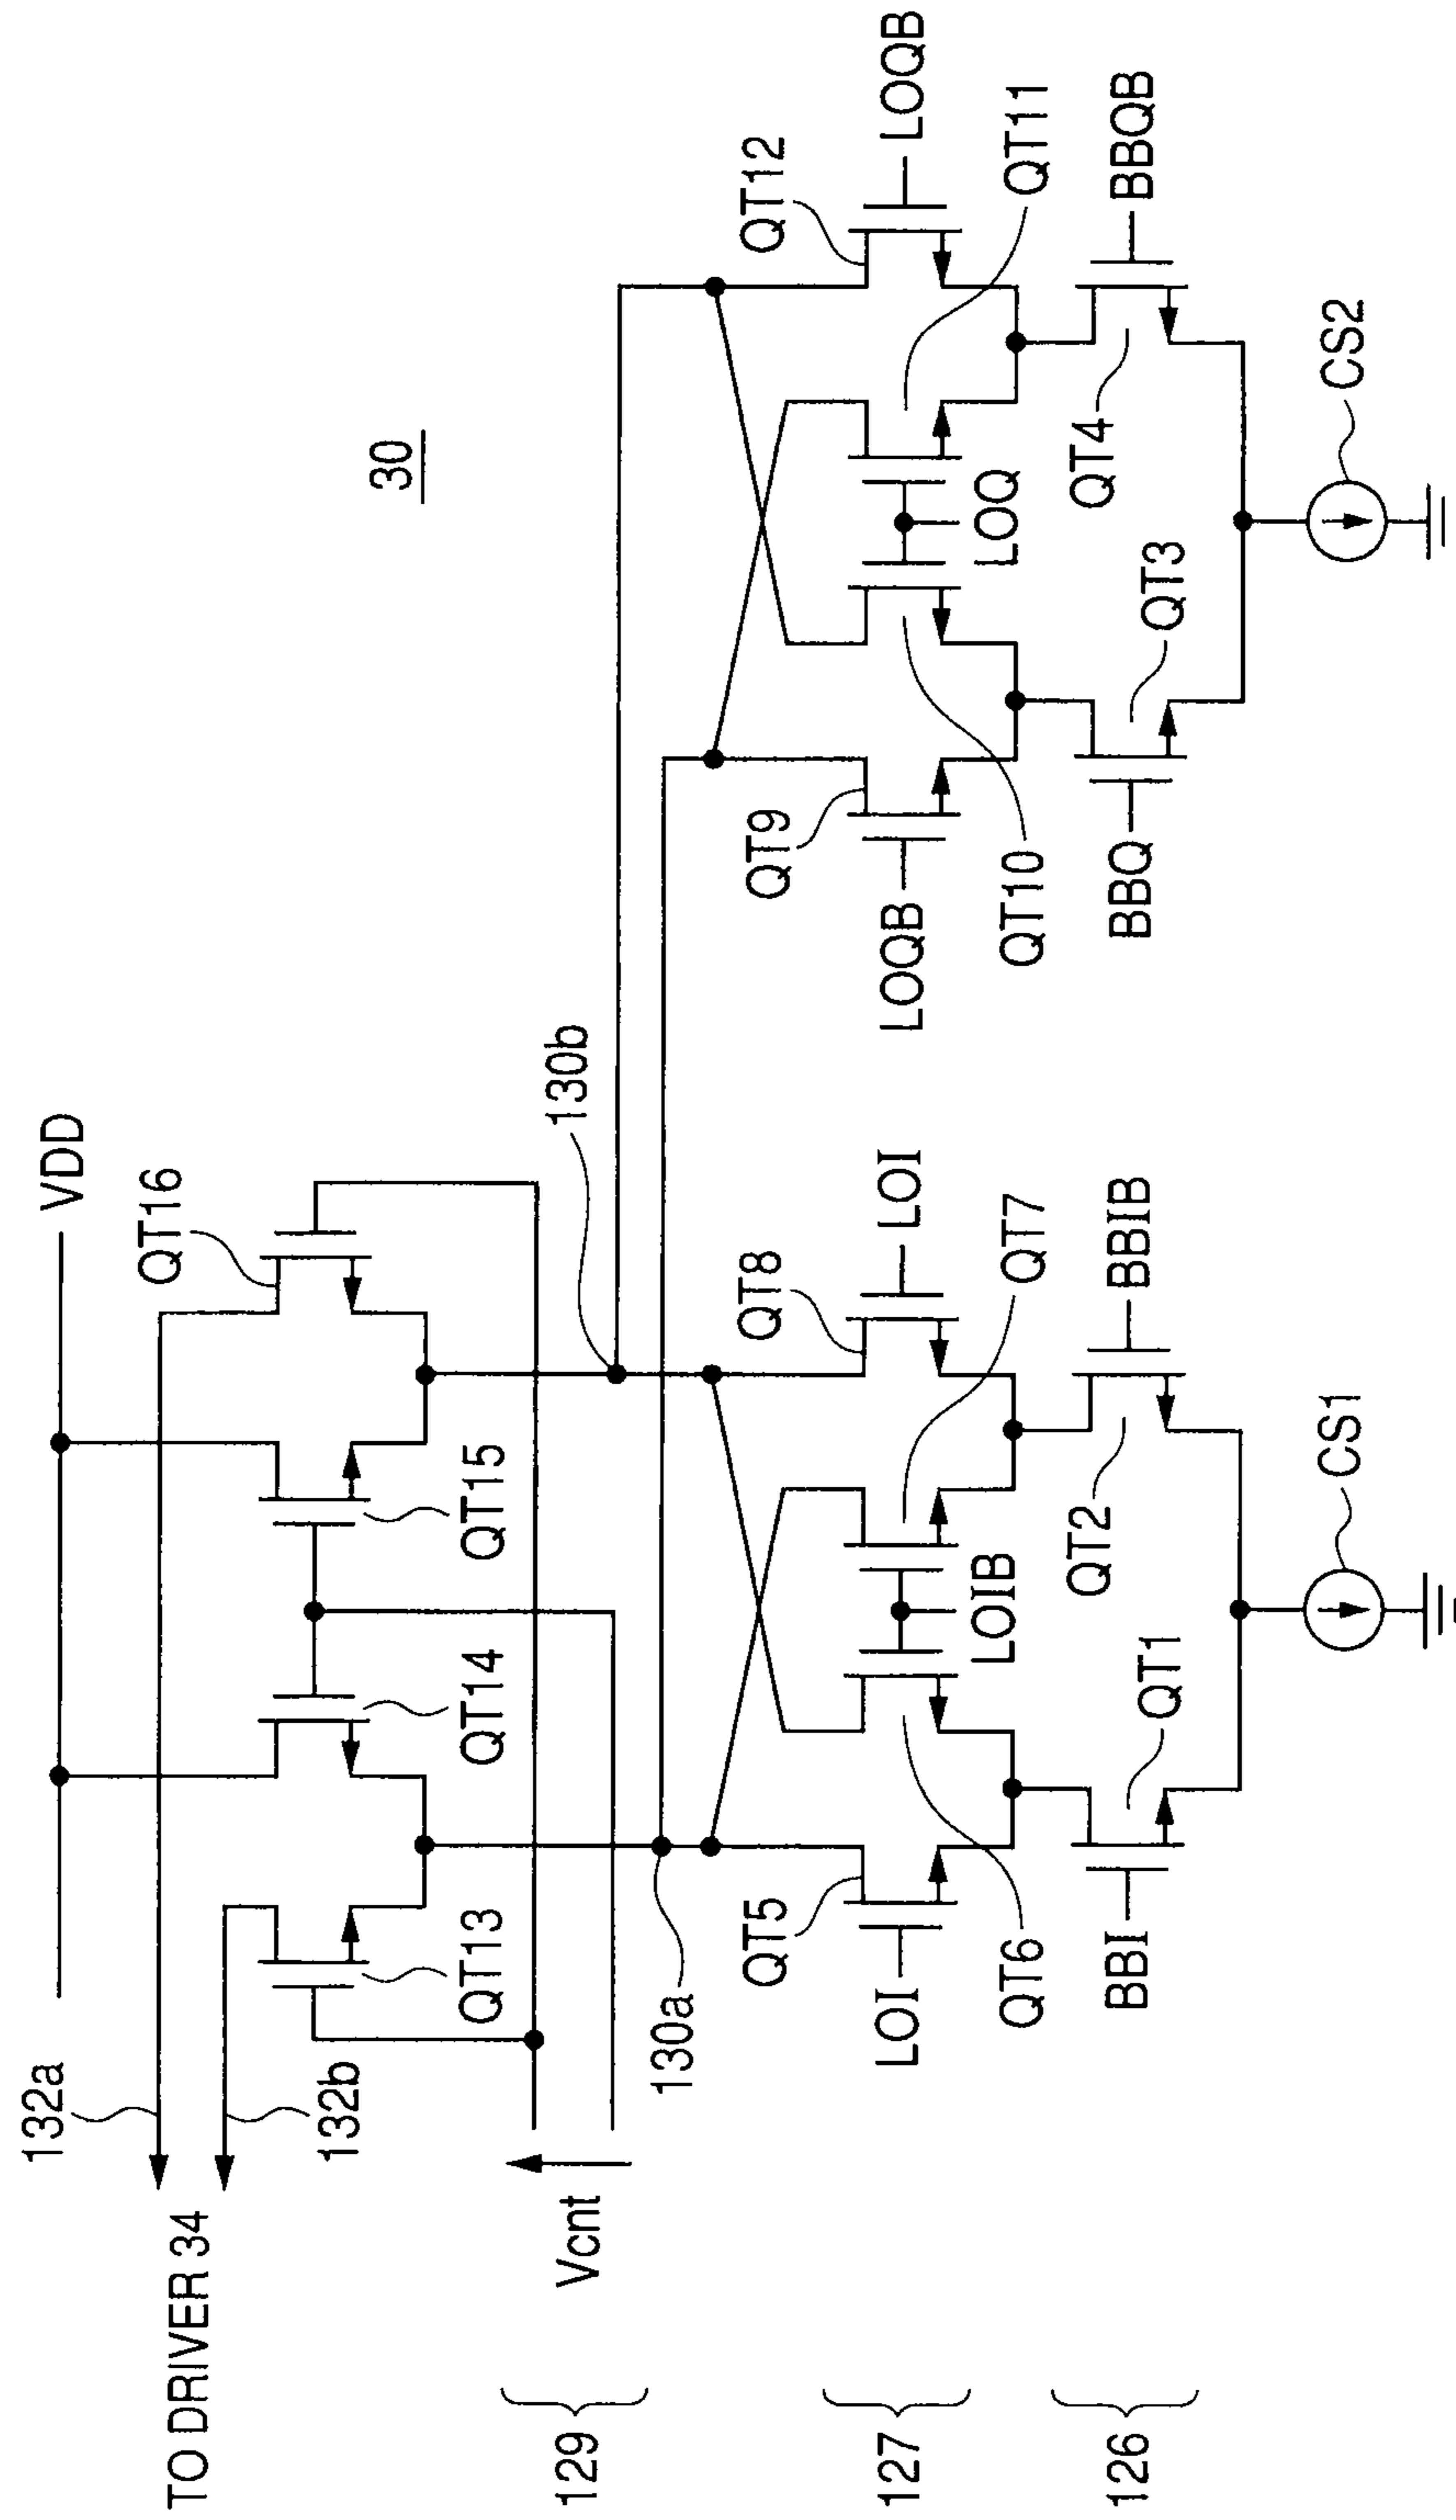 30
VDD
132a
TO DRIVER 34
132b
QT16
QT13
QT14
QT15
Vcnt
129
130b
130a
127
QT5
QT8
QT9
QT12
LOI
LOI
LOQB
LOQB
LOIB
LOQ
QT6
QT7
QT10
QT11
126
BBI
QT1
QT2
BBIB
BBQ
QT3
QT4
BBQB
CS1
CS2